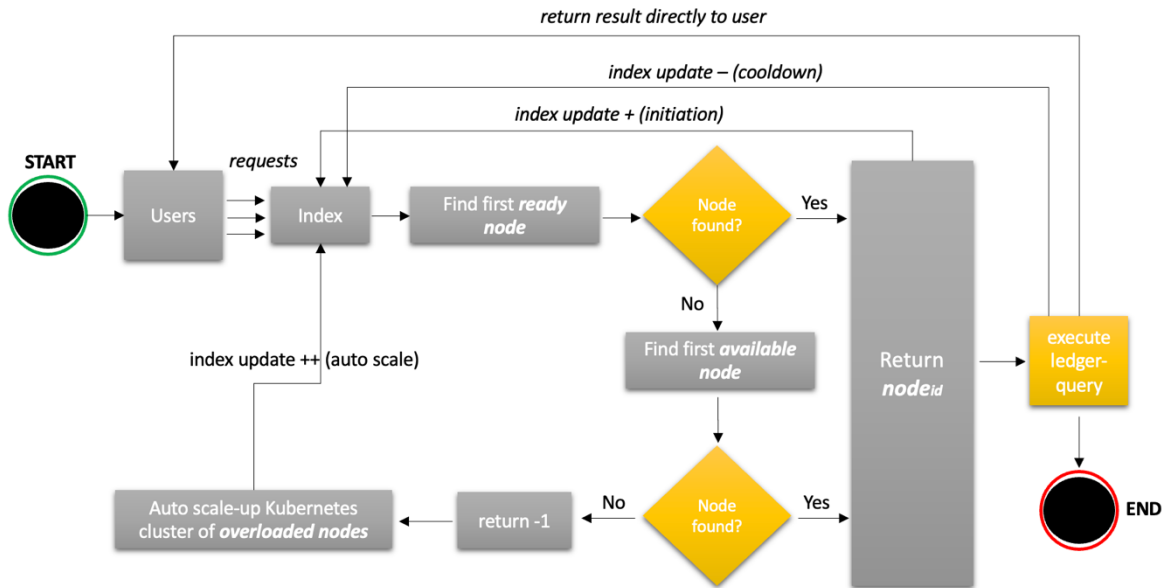 return result directly to user
index update – (cooldown)
index update + (initiation)
START
requests
Users
Index
Find first ready
node
Node
found?
Yes
No
Find first available
node
index update ++ (auto scale)
Return
nodeid
execute
ledger-
query
Auto scale-up Kubernetes
cluster of overloaded nodes
return -1
No
Node
found?
Yes
END